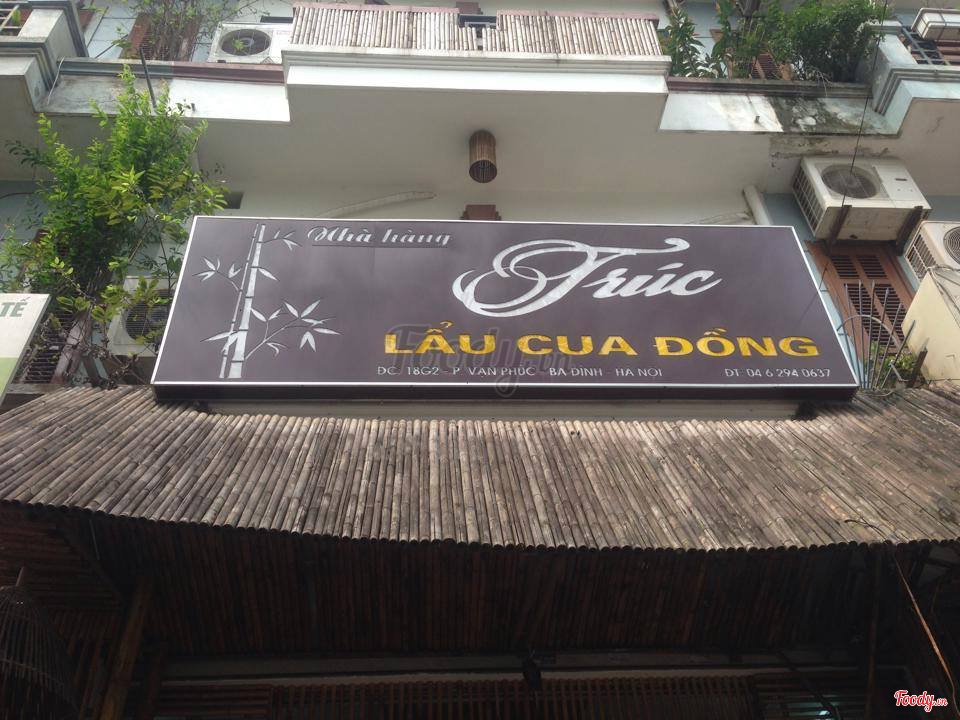 Nhà hàng
Trúc
LẨU CUA ĐỒNG
ĐC: 18G2 - P. VẠN PHÚC - BA ĐÌNH - HÀ NỘI ĐT: 04 6 294 0637
TẾ
Foody.vn